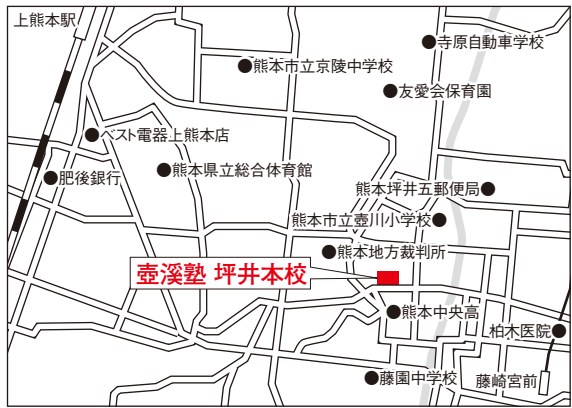 上熊本駅
寺原自動車学校
熊本市立京陵中学校
友愛会保育園
ベスト電器上熊本店
熊本県立総合体育館
肥後銀行
熊本坪井五郵便局
熊本市立壺川小学校
熊本地方裁判所
壺溪塾 坪井本校
熊本中央高
柏木医院
藤園中学校
藤崎宮前